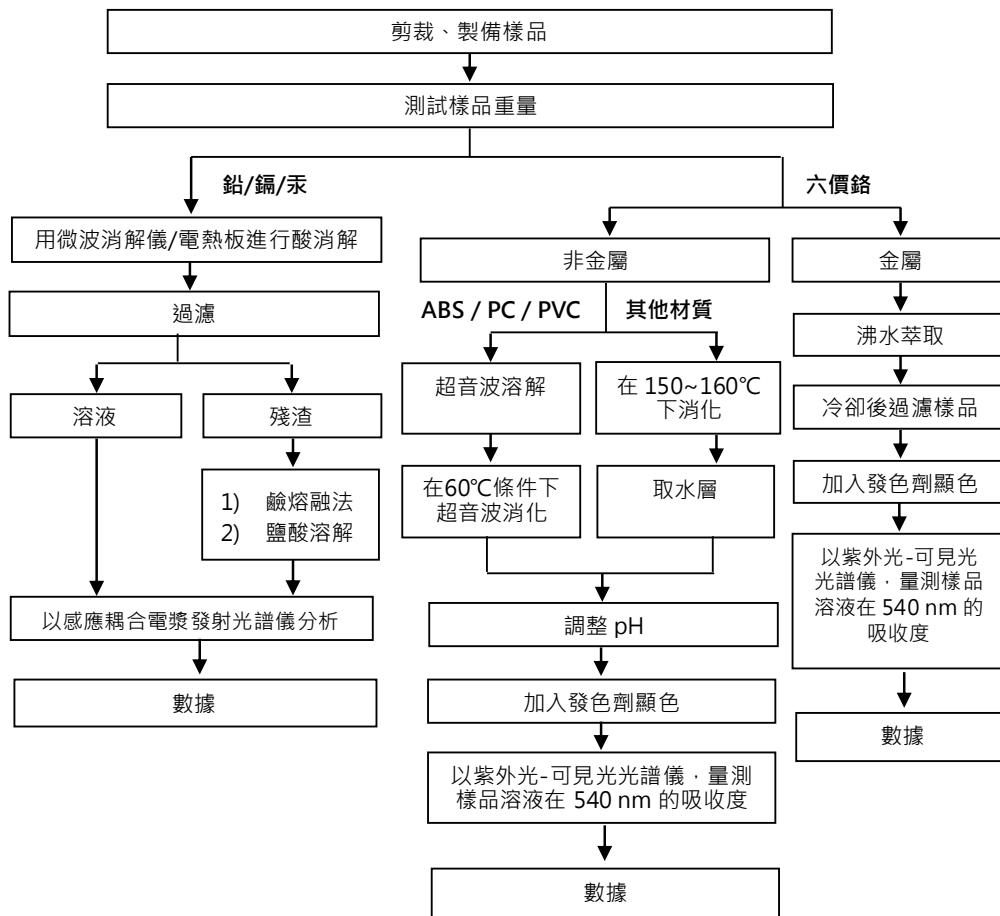 剪裁、製備樣品
測試樣品重量
鉛/鎘/汞
用微波消解儀/電熱板進行酸消解
過濾
溶液
殘渣
1) 鹼熔融法
2) 鹽酸溶解
以感應耦合電漿發射光譜儀分析
數據
六價鉻
非金屬
ABS / PC / PVC
其他材質
超音波溶解
在 150~160℃
下消化
在60℃條件下
超音波消化
取水層
調整 pH
加入發色劑顯色
以紫外光-可見光光譜儀，量測
樣品溶液在 540 nm 的吸收度
數據
金屬
沸水萃取
冷卻後過濾樣品
加入發色劑顯色
以紫外光-可見光
光譜儀，量測樣品
溶液在 540 nm 的
吸收度
數據